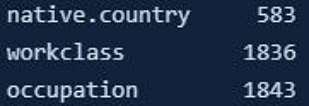 native.country 583
workclass 1836
occupation 1843